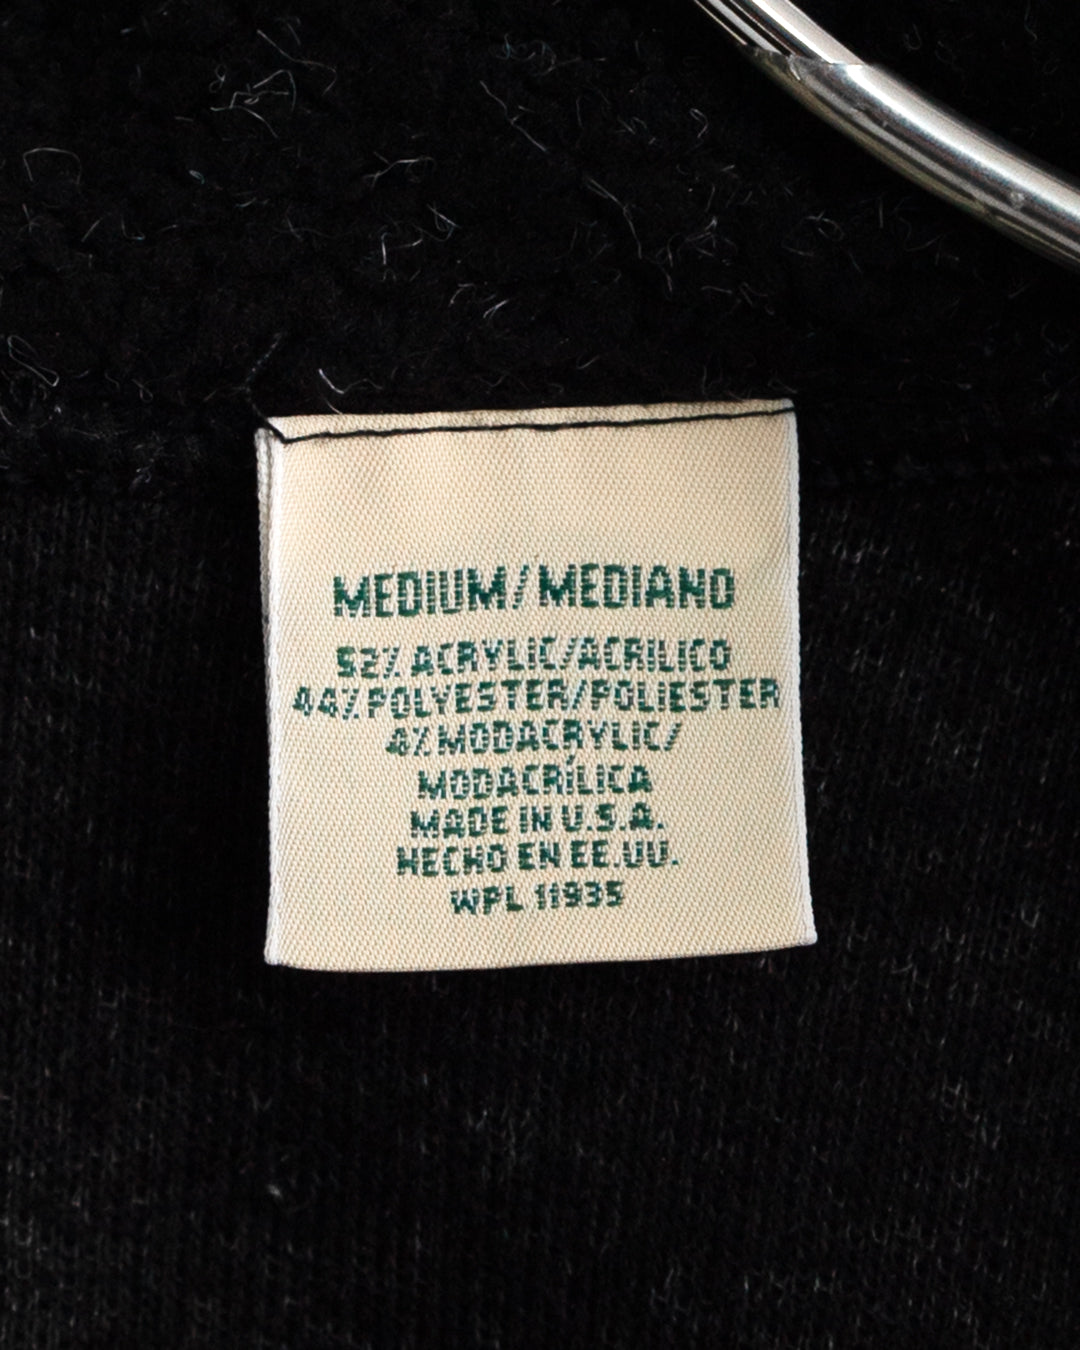 MEDIUM/MEDIANO
52% ACRYLIC/ACRILICO
44% POLYESTER/POLIESTER
4% MODACRYLIC/
MODACRÍLICA
MADE IN U.S.A.
HECHO EN EE.UU.
WPL 11935